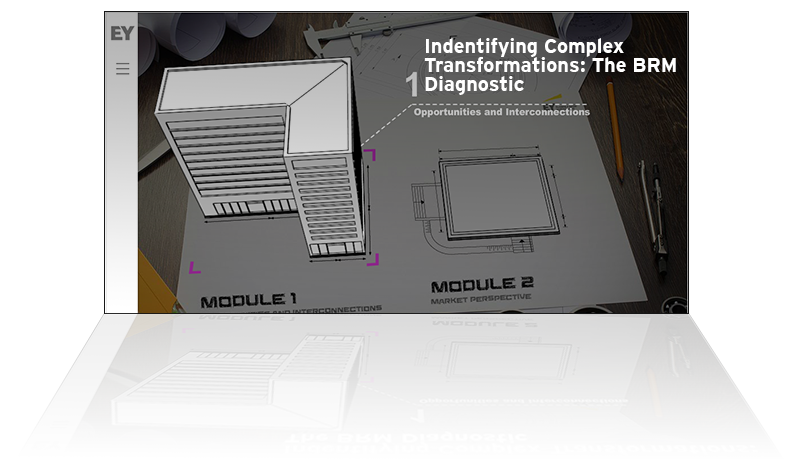 EY
Indentifying Complex
Transformations: The BRM
1 Diagnostic
Opportunities and Interconnections
MODULE 1
AND INTERCONNECTIONS
MODULE 2
MARKET PERSPECTIVE